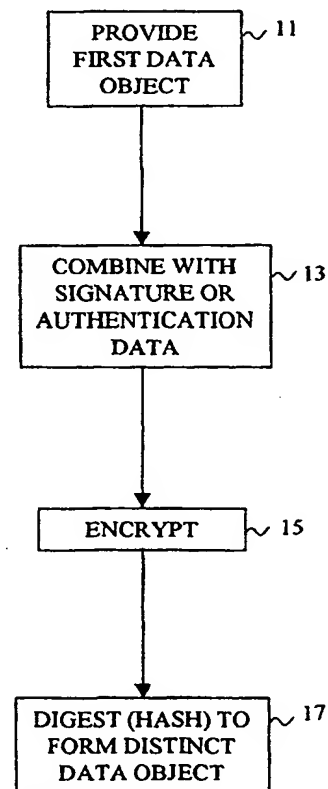 PROVIDE
FIRST DATA
OBJECT
11
COMBINE WITH
SIGNATURE OR
AUTHENTICATION
DATA
13
ENCRYPT
15
DIGEST (HASH) TO
FORM DISTINCT
DATA OBJECT
17